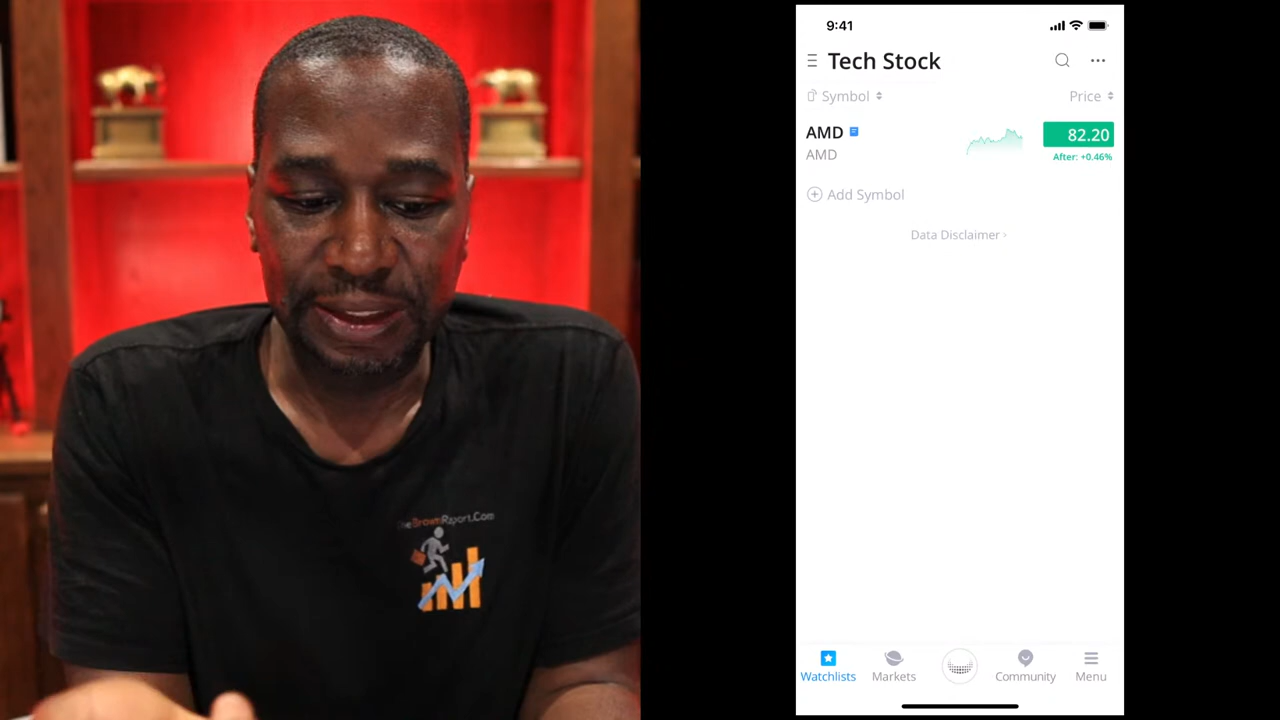 TheBrownReport.Com
9:41
Tech Stock
Symbol
Price
AMD
82.20
AMD
After: +0.46%
Add Symbol
Data Disclaimer
Watchlists
Markets
Community
Menu